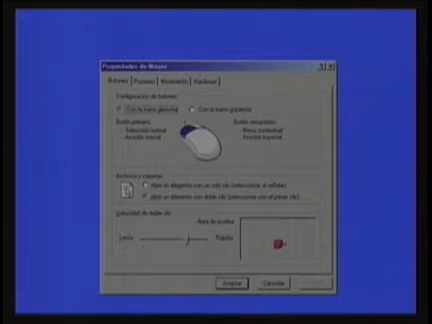 Propiedades de Mouse
Botones Punteros Movimiento Hardware
Configuración de botones
Con la mano derecha Con la mano izquierda
Botón primario: Botón secundario:
Selección normal Menú contextual
Arrastre normal Arrastre especial
Archivos y carpetas
Abrir un elemento con un solo clic (seleccionar al señalar)
Abrir un elemento con doble clic (seleccionar con el primer clic)
Velocidad de doble clic
Área de prueba:
Lenta Rápida
Aceptar Cancelar